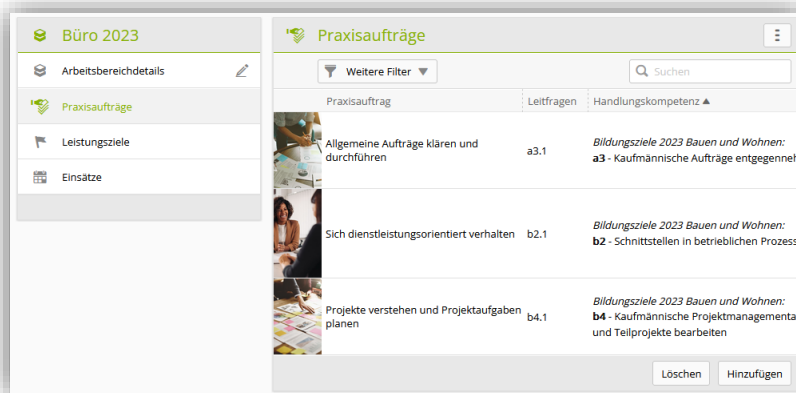 Büro 2023
Arbeitsbereichdetails
Praxisaufträge
Leistungsziele
Einsätze
Praxisaufträge
Weitere Filter
Suchen
Praxisauftrag Leitfragen Handlungskompetenz
Allgemeine Aufträge klären und
durchführen
a3.1
Bildungsziele 2023 Bauen und Wohnen:
a3 - Kaufmännische Aufträge
Sich dienstleistungsorientiert verhalten
b2.1
Bildungsziele 2023 Bauen und Wohnen:
b2 - Schnittstellen in betrieblichen
Projekte verstehen und Projektaufgaben
planen
b4.1
Bildungsziele 2023 Bauen und Wohnen:
b4 - Kaufmännische
und Teilprojekte bearbeiten
Löschen Hinzufügen